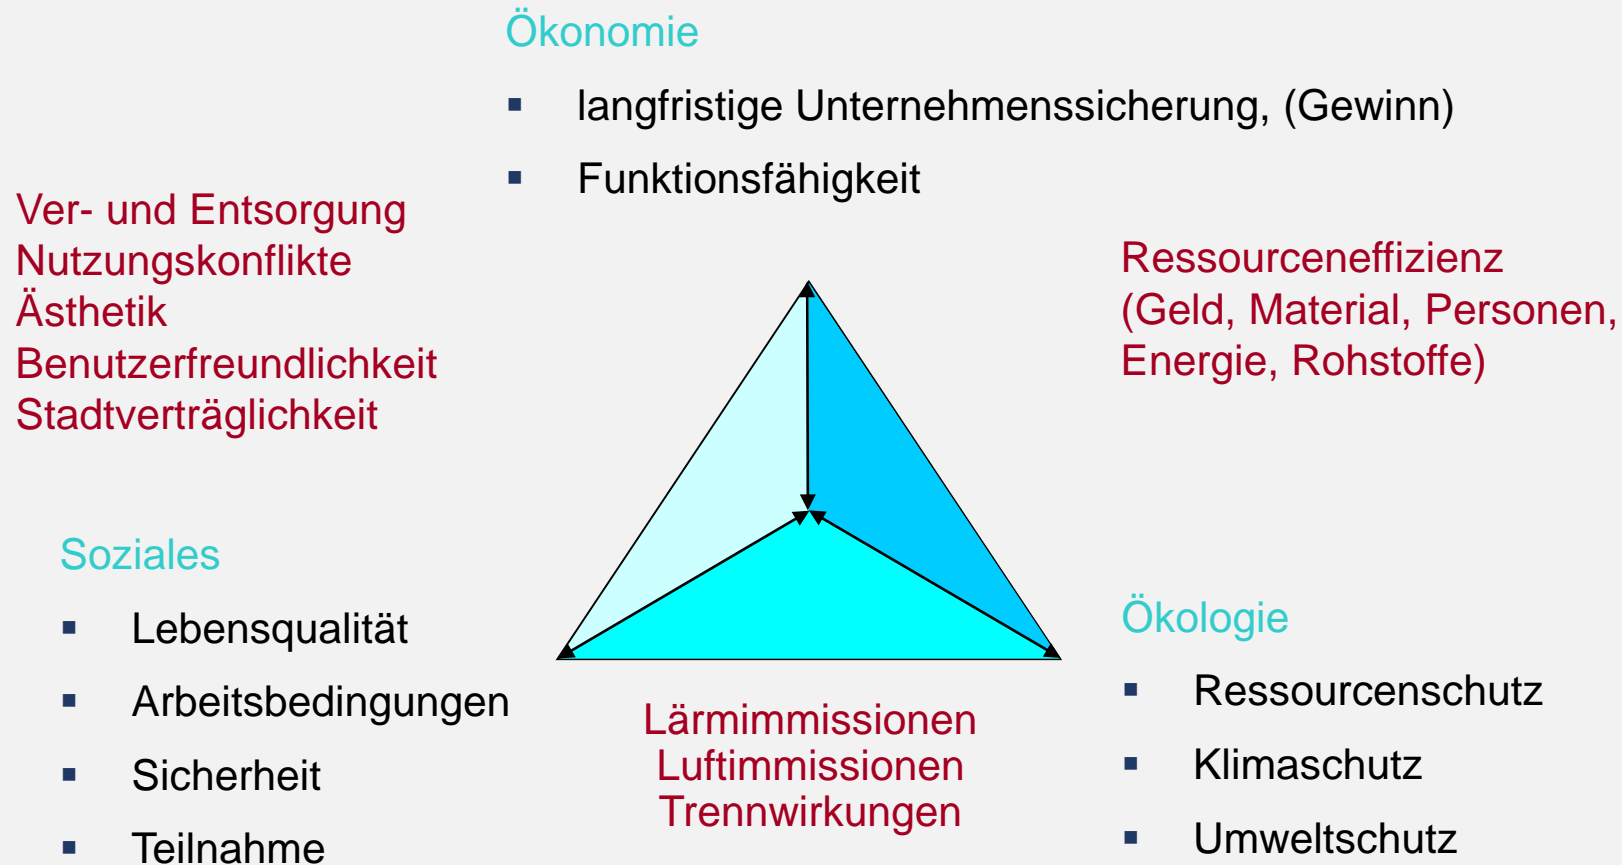 Ökonomie
▪ langfristige Unternehmenssicherung, (Gewinn)
▪ Funktionsfähigkeit
Ver- und Entsorgung
Nutzungskonflikte
Ästhetik
Benutzerfreundlichkeit
Stadtverträglichkeit
Ressourceneffizienz
(Geld, Material, Personen,
Energie, Rohstoffe)
Soziales
▪ Lebensqualität
▪ Arbeitsbedingungen
▪ Sicherheit
▪ Teilnahme
Lärmimmissionen
Luftimmissionen
Trennwirkungen
Ökologie
▪ Ressourcenschutz
▪ Klimaschutz
▪ Umweltschutz